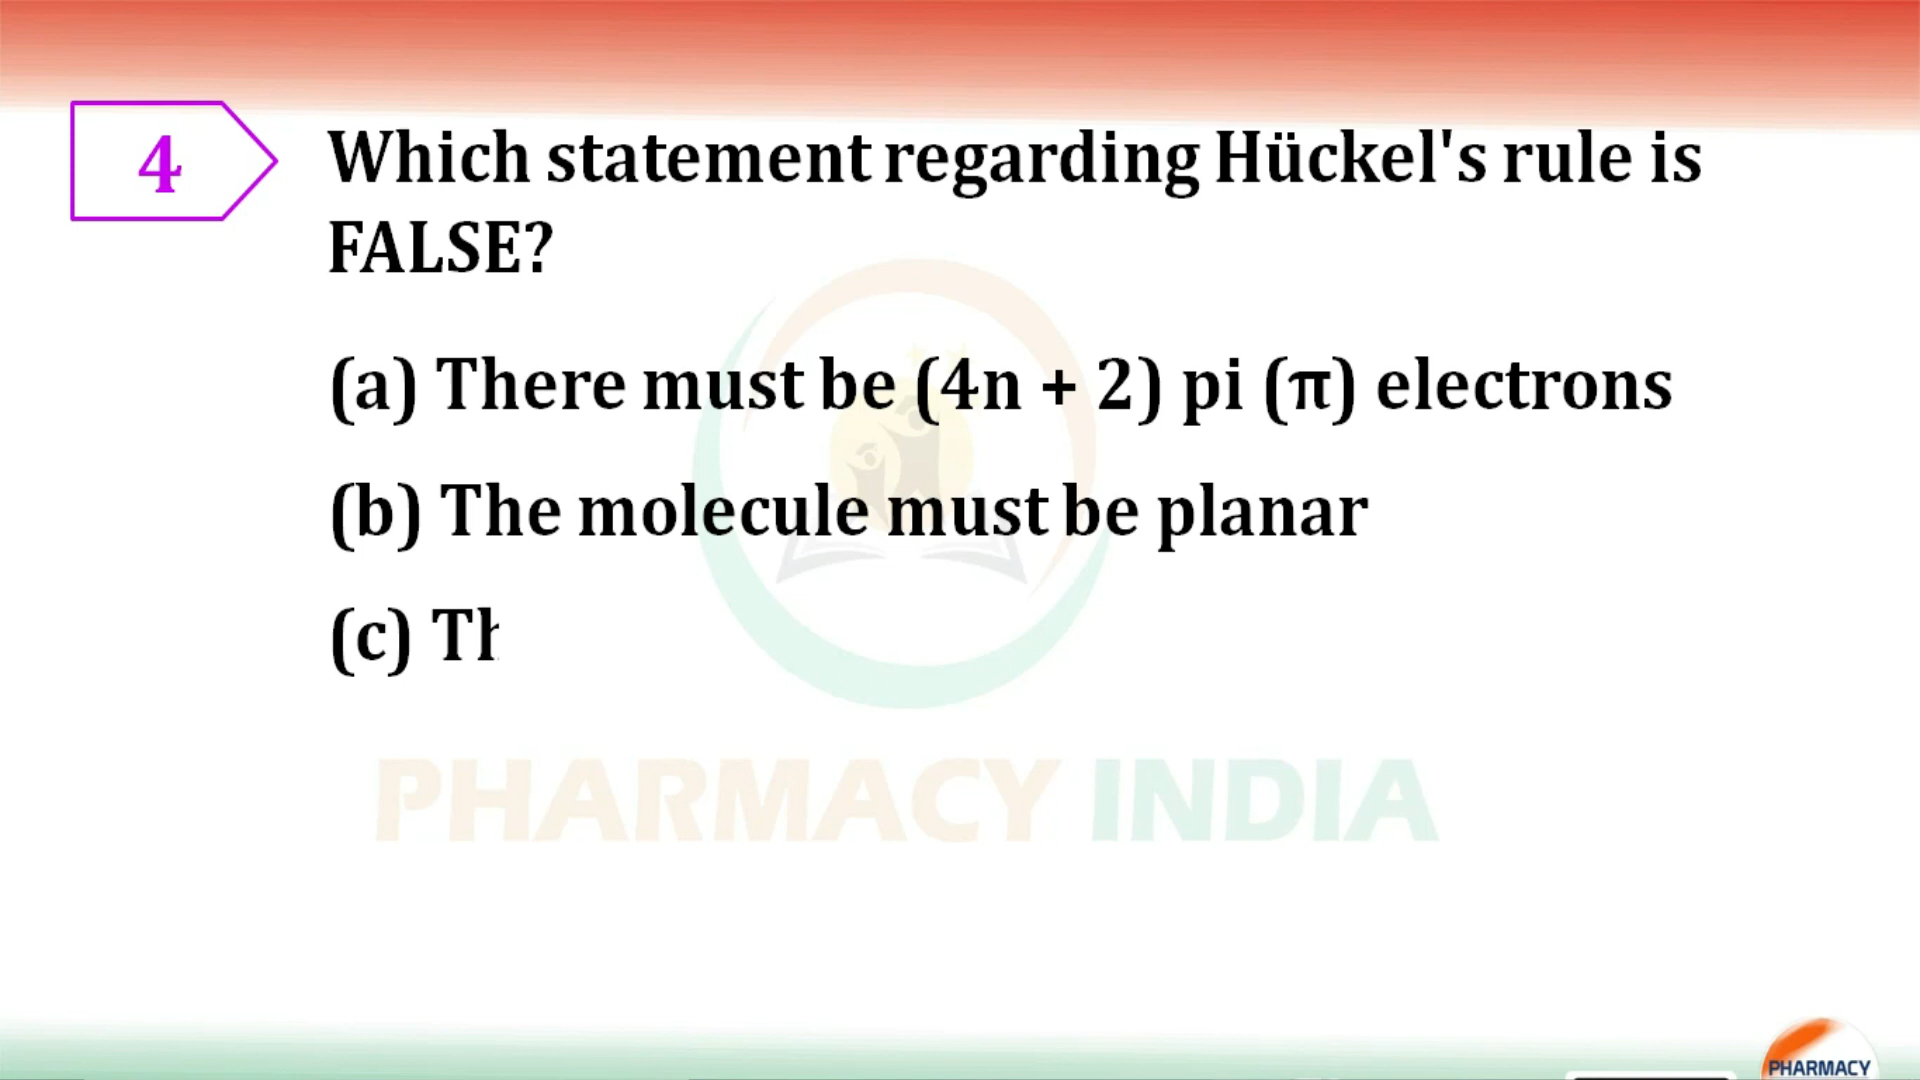 4
Which statement regarding Hückel's rule is
FALSE?
(a) There must be (4n + 2) pi (π) electrons
(b) The molecule must be planar
(c) Th
PHARMACY INDIA
PHARMACY